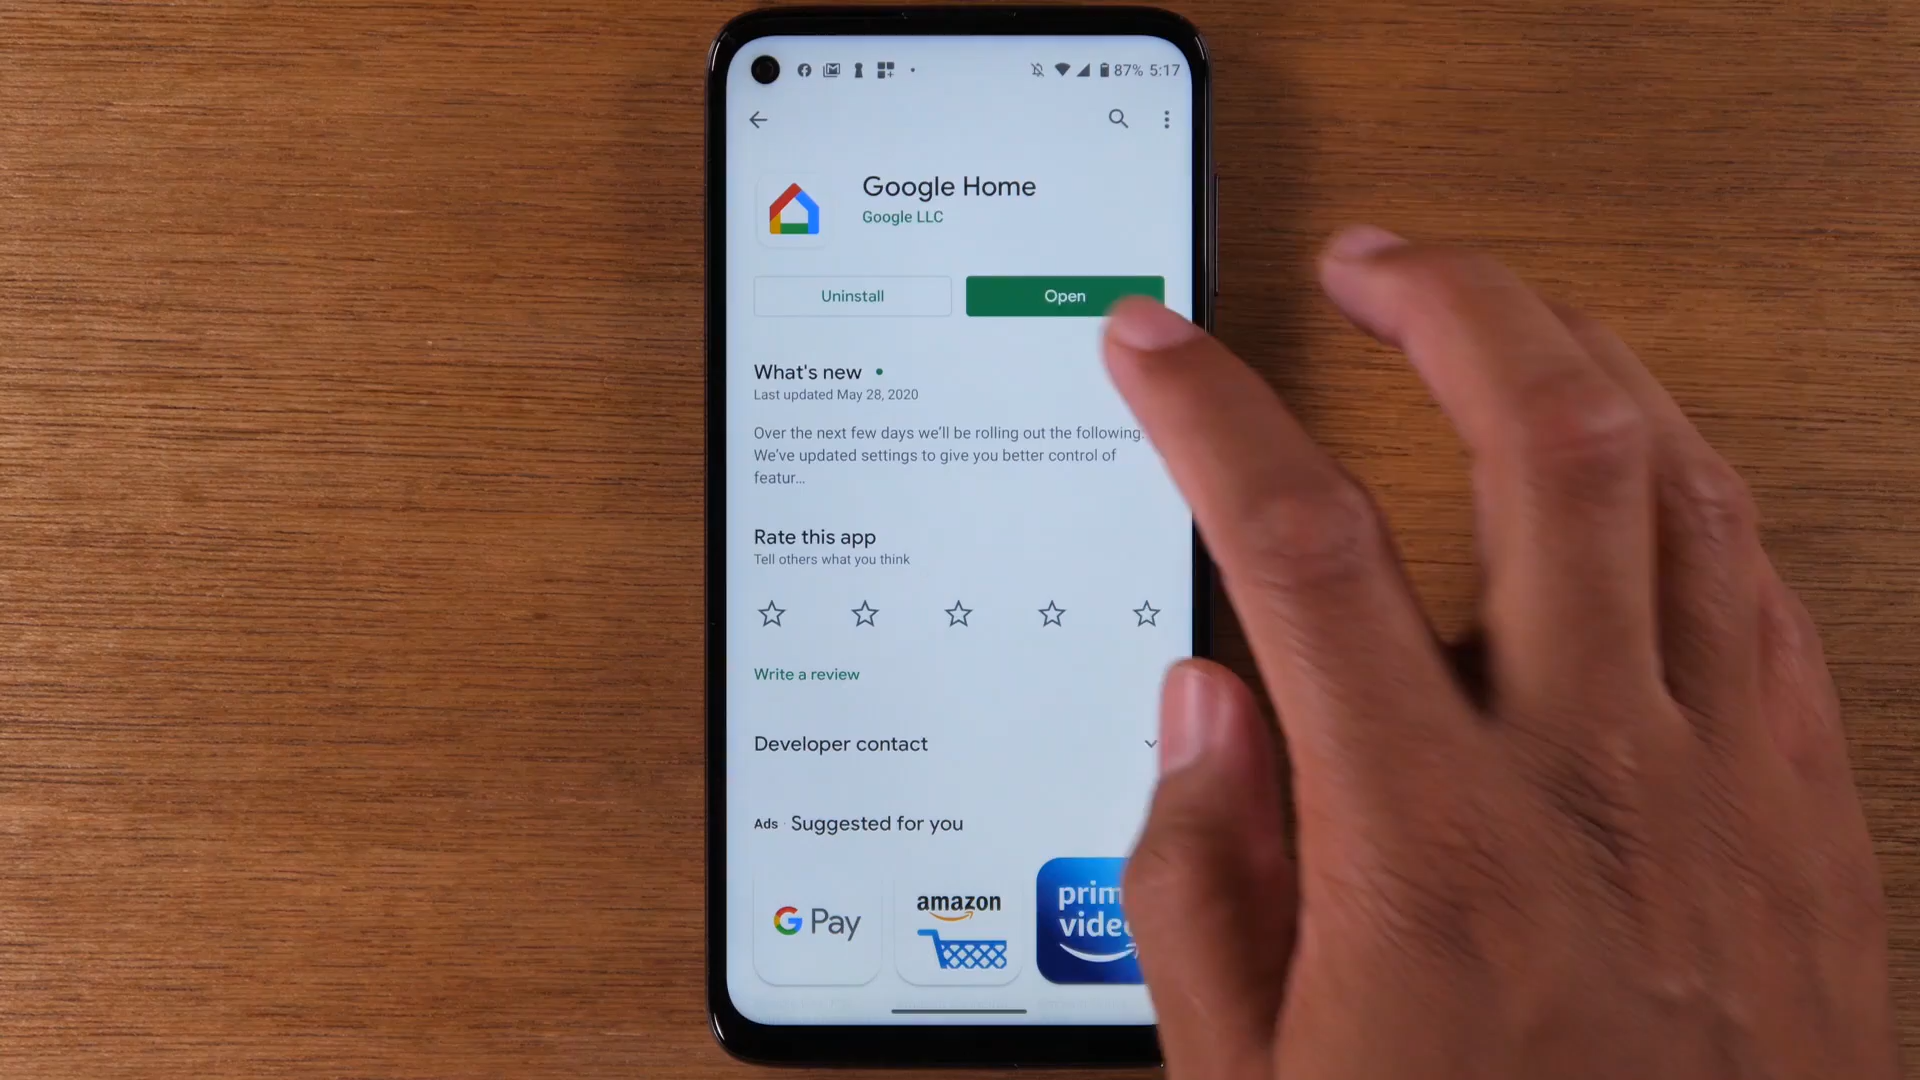 87% 5:17
Google Home
Google LLC
Uninstall
Open
What's new
Last updated May 28, 2020
Over the next few days we'll be rolling out the following:
We've updated settings to give you better control of
featur...
Rate this app
Tell others what you think
Write a review
Developer contact
Ads · Suggested for you
G Pay
amazon
prim
vide